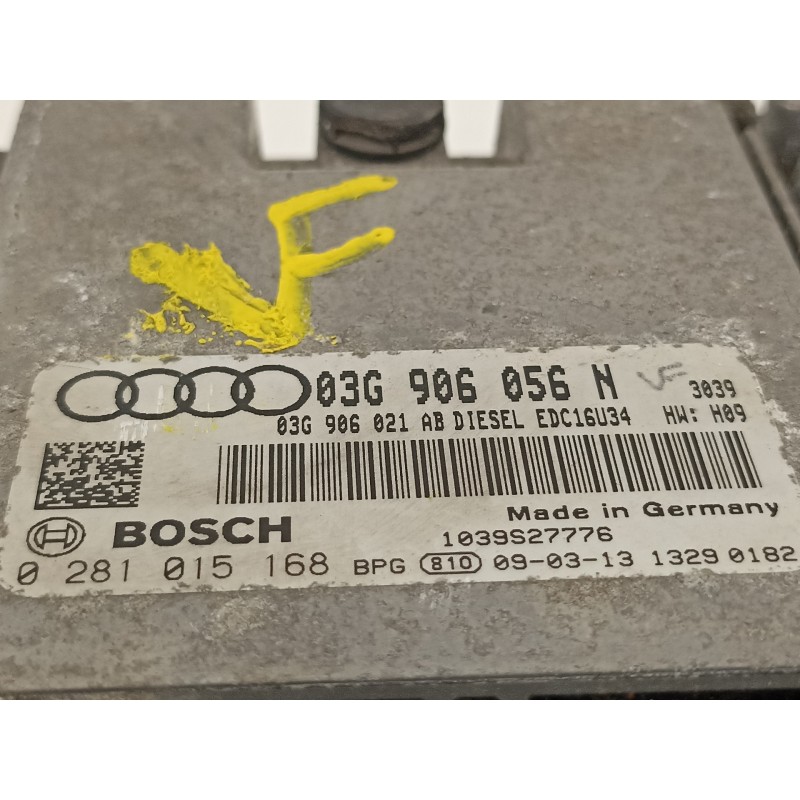 VF
03G 906 056 N VF 3039
03G 906 021 AB DIESEL EDC16U34 HW: H09
Made in Germany
BOSCH 1039S27776
0 281 015 168 BPG 810 09-03-13 1329 0182